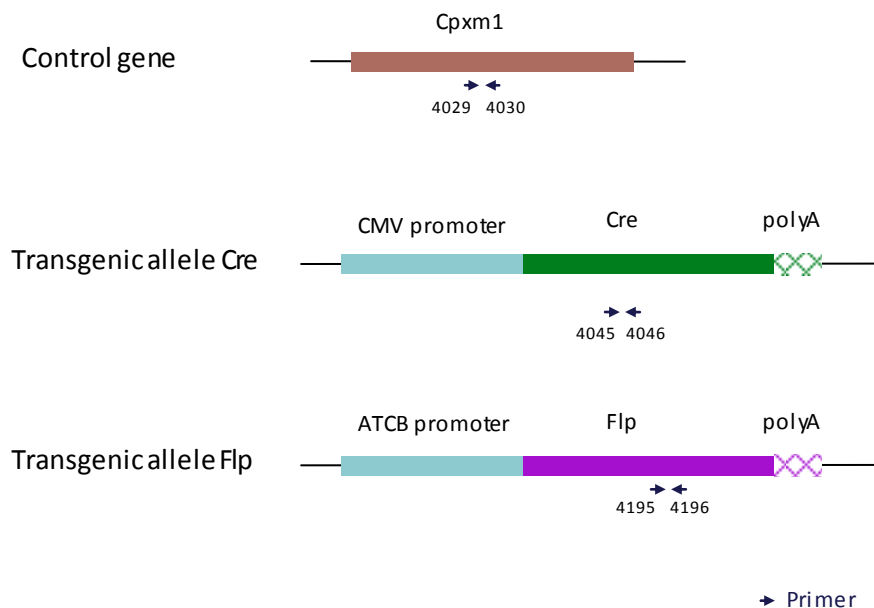 Cpxm1
Control gene
4029 4030
CMV promoter Cre polyA
Transgenic allele Cre
4045 4046
ATCB promoter Flp polyA
Transgenic allele Flp
4195 4196
Primer